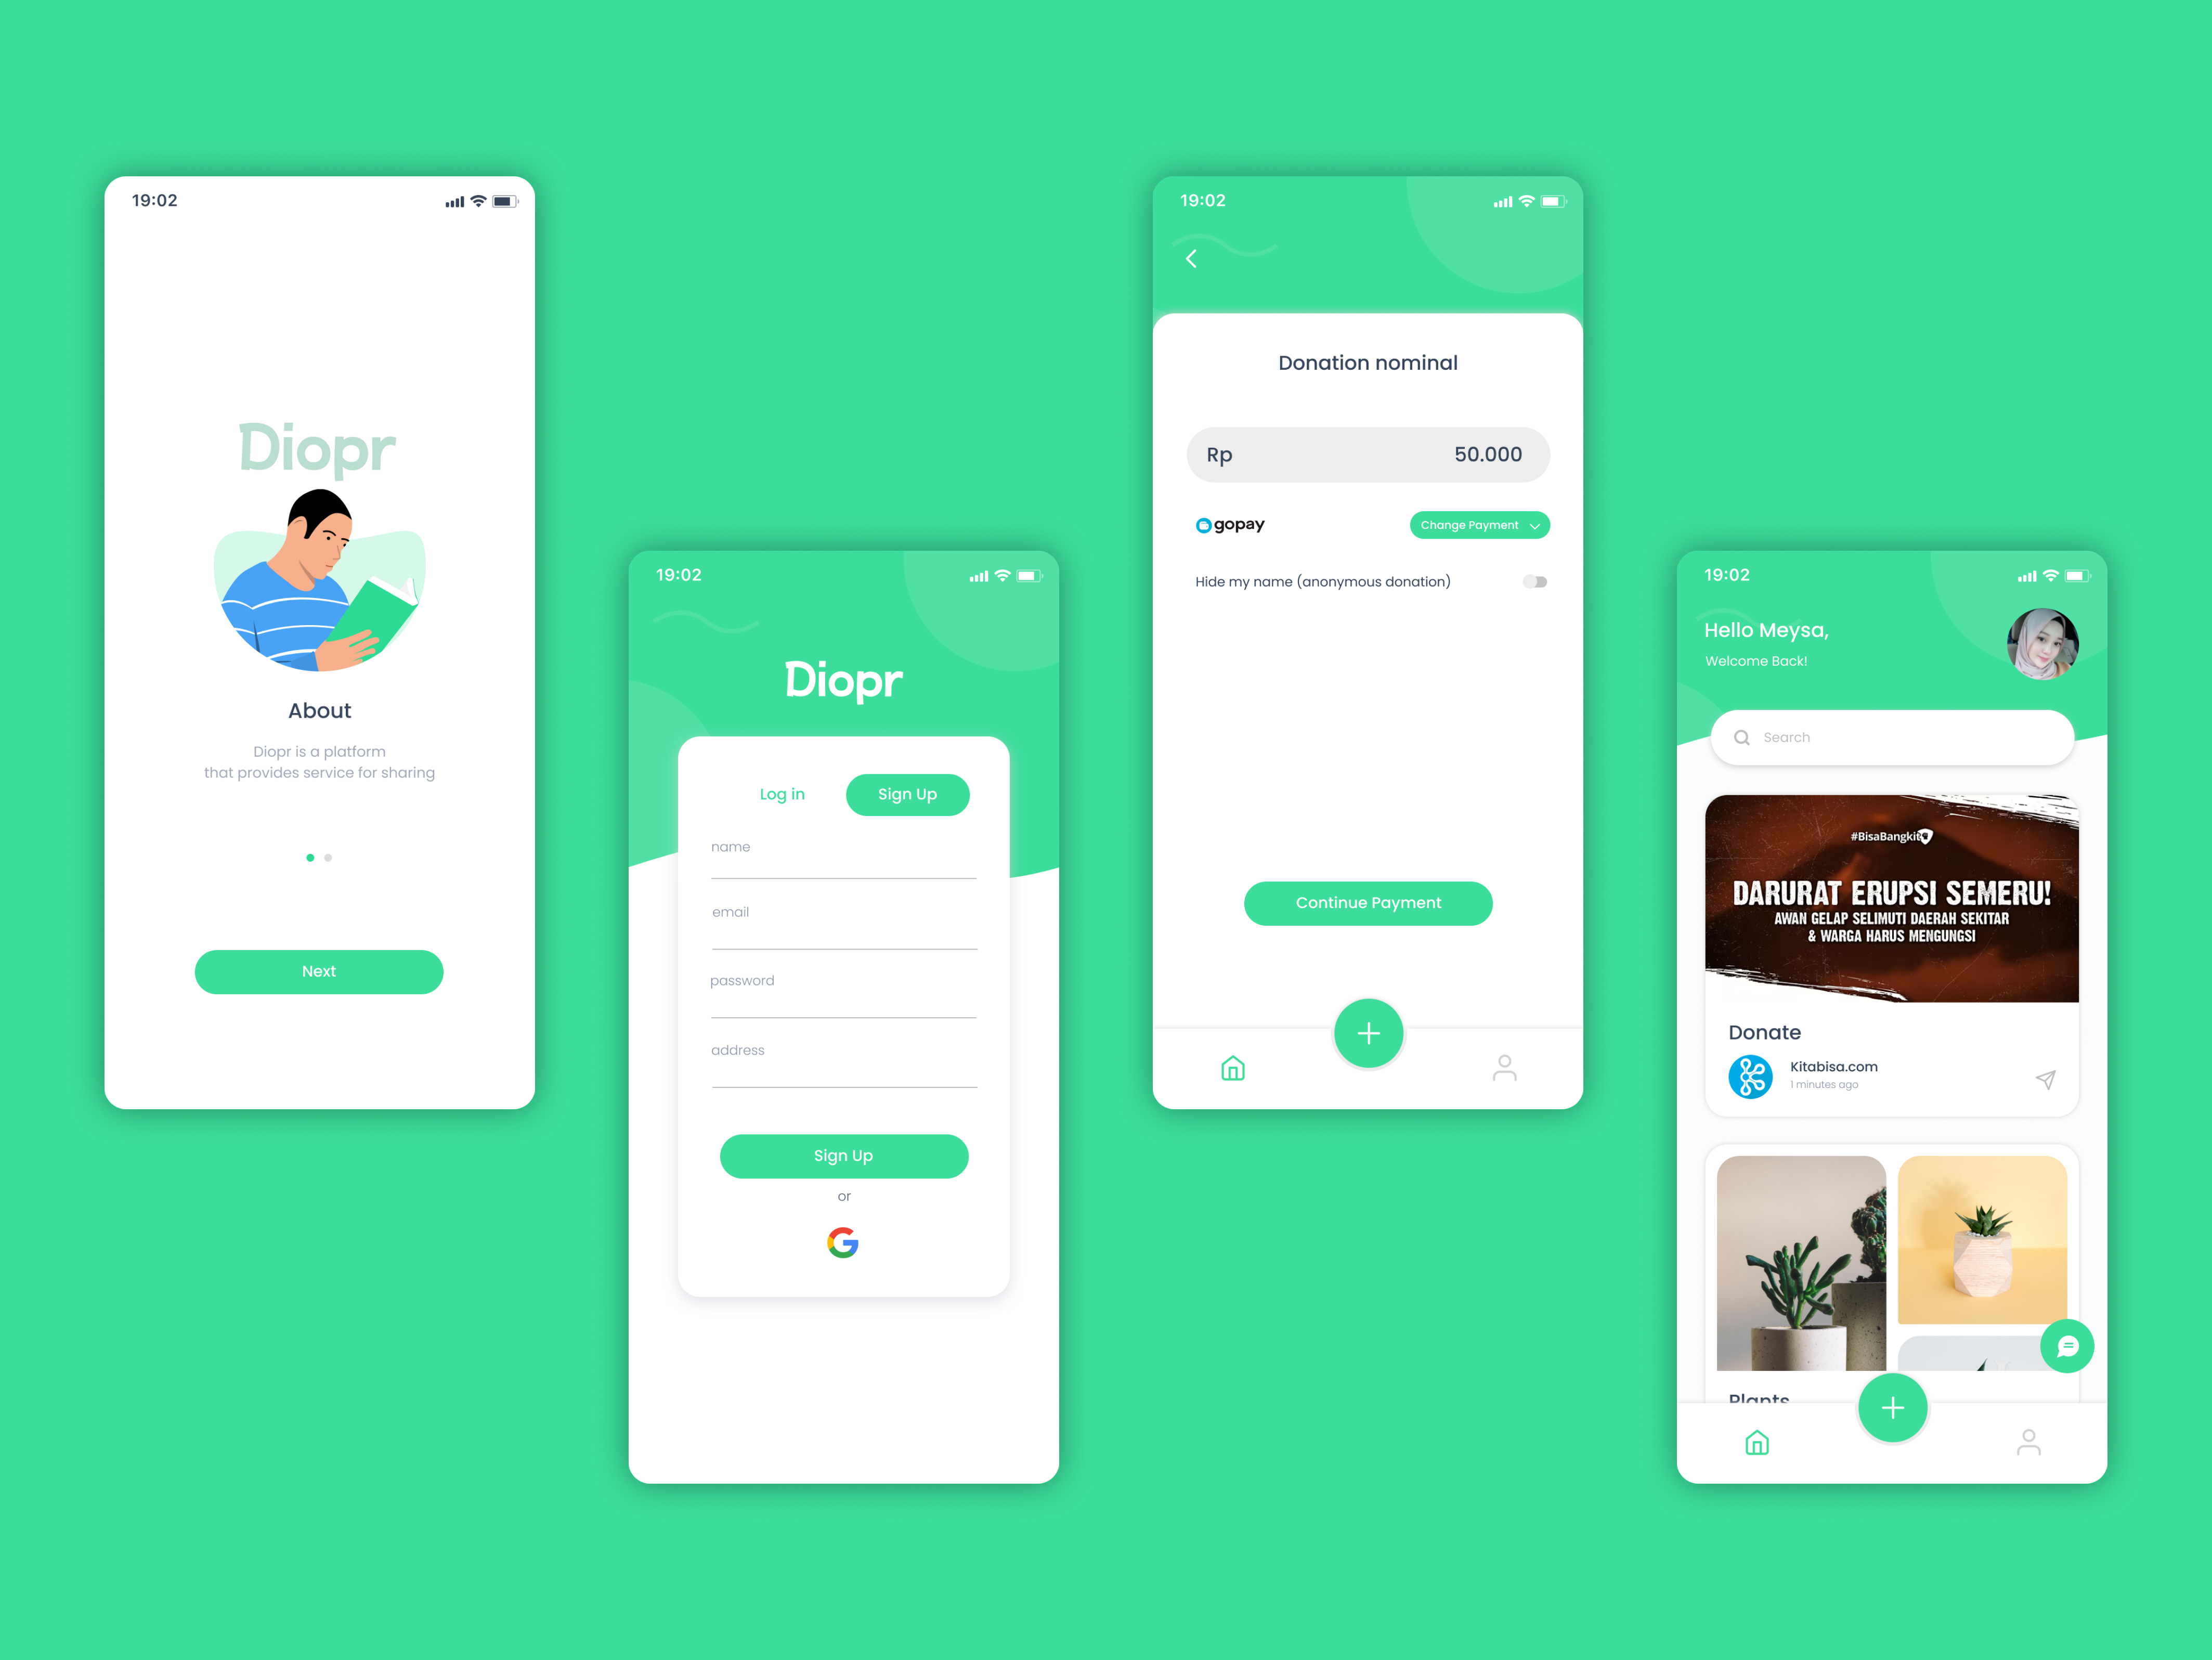 19:02
Diopr
About
Diopr is a platform
that provides service for sharing
Next
19:02
Diopr
Log in
Sign Up
name
email
password
address
Sign Up
or
19:02
Donation nominal
Rp 50.000
gopay
Change Payment
Hide my name (anonymous donation)
Continue Payment
19:02
Hello Meysa,
Welcome Back!
Search
#BisaBangkit
DARURAT ERUPSI SEMERU!
AWAN GELAP SELIMUTI DAERAH SEKITAR
& WARGA HARUS MENGUNGSI
Donate
Kitabisa.com
1 minutes ago
Plants